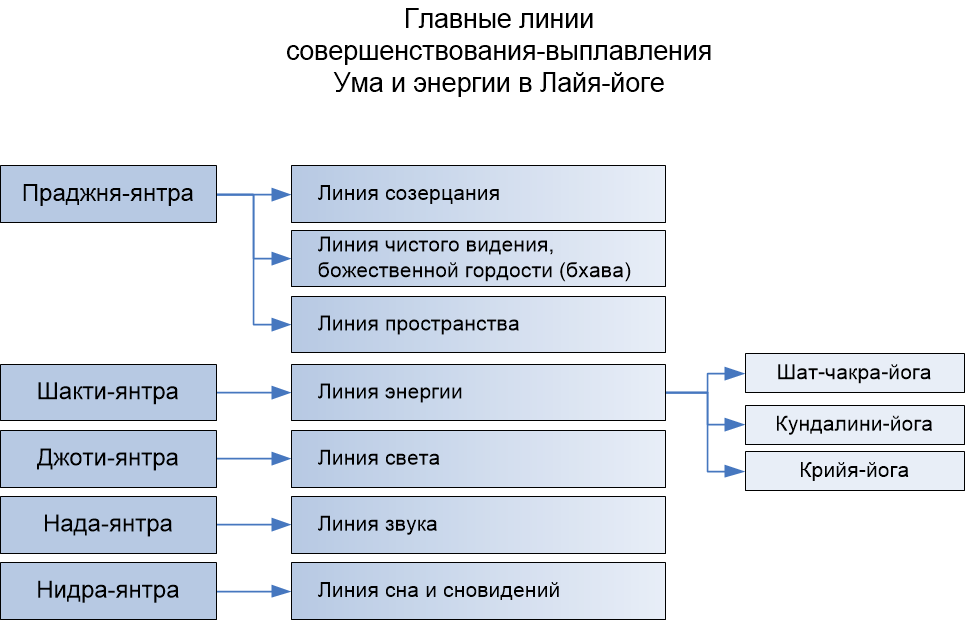 Главные линии
совершенствования-выплавления
Ума и энергии в Лайя-йоге
Праджня-янтра
Линия созерцания
Линия чистого видения,
божественной гордости (бхава)
Линия пространства
Шакти-янтра
Линия энергии
Шат-чакра-йога
Кундалини-йога
Крийя-йога
Джоти-янтра
Линия света
Нада-янтра
Линия звука
Нидра-янтра
Линия сна и сновидений